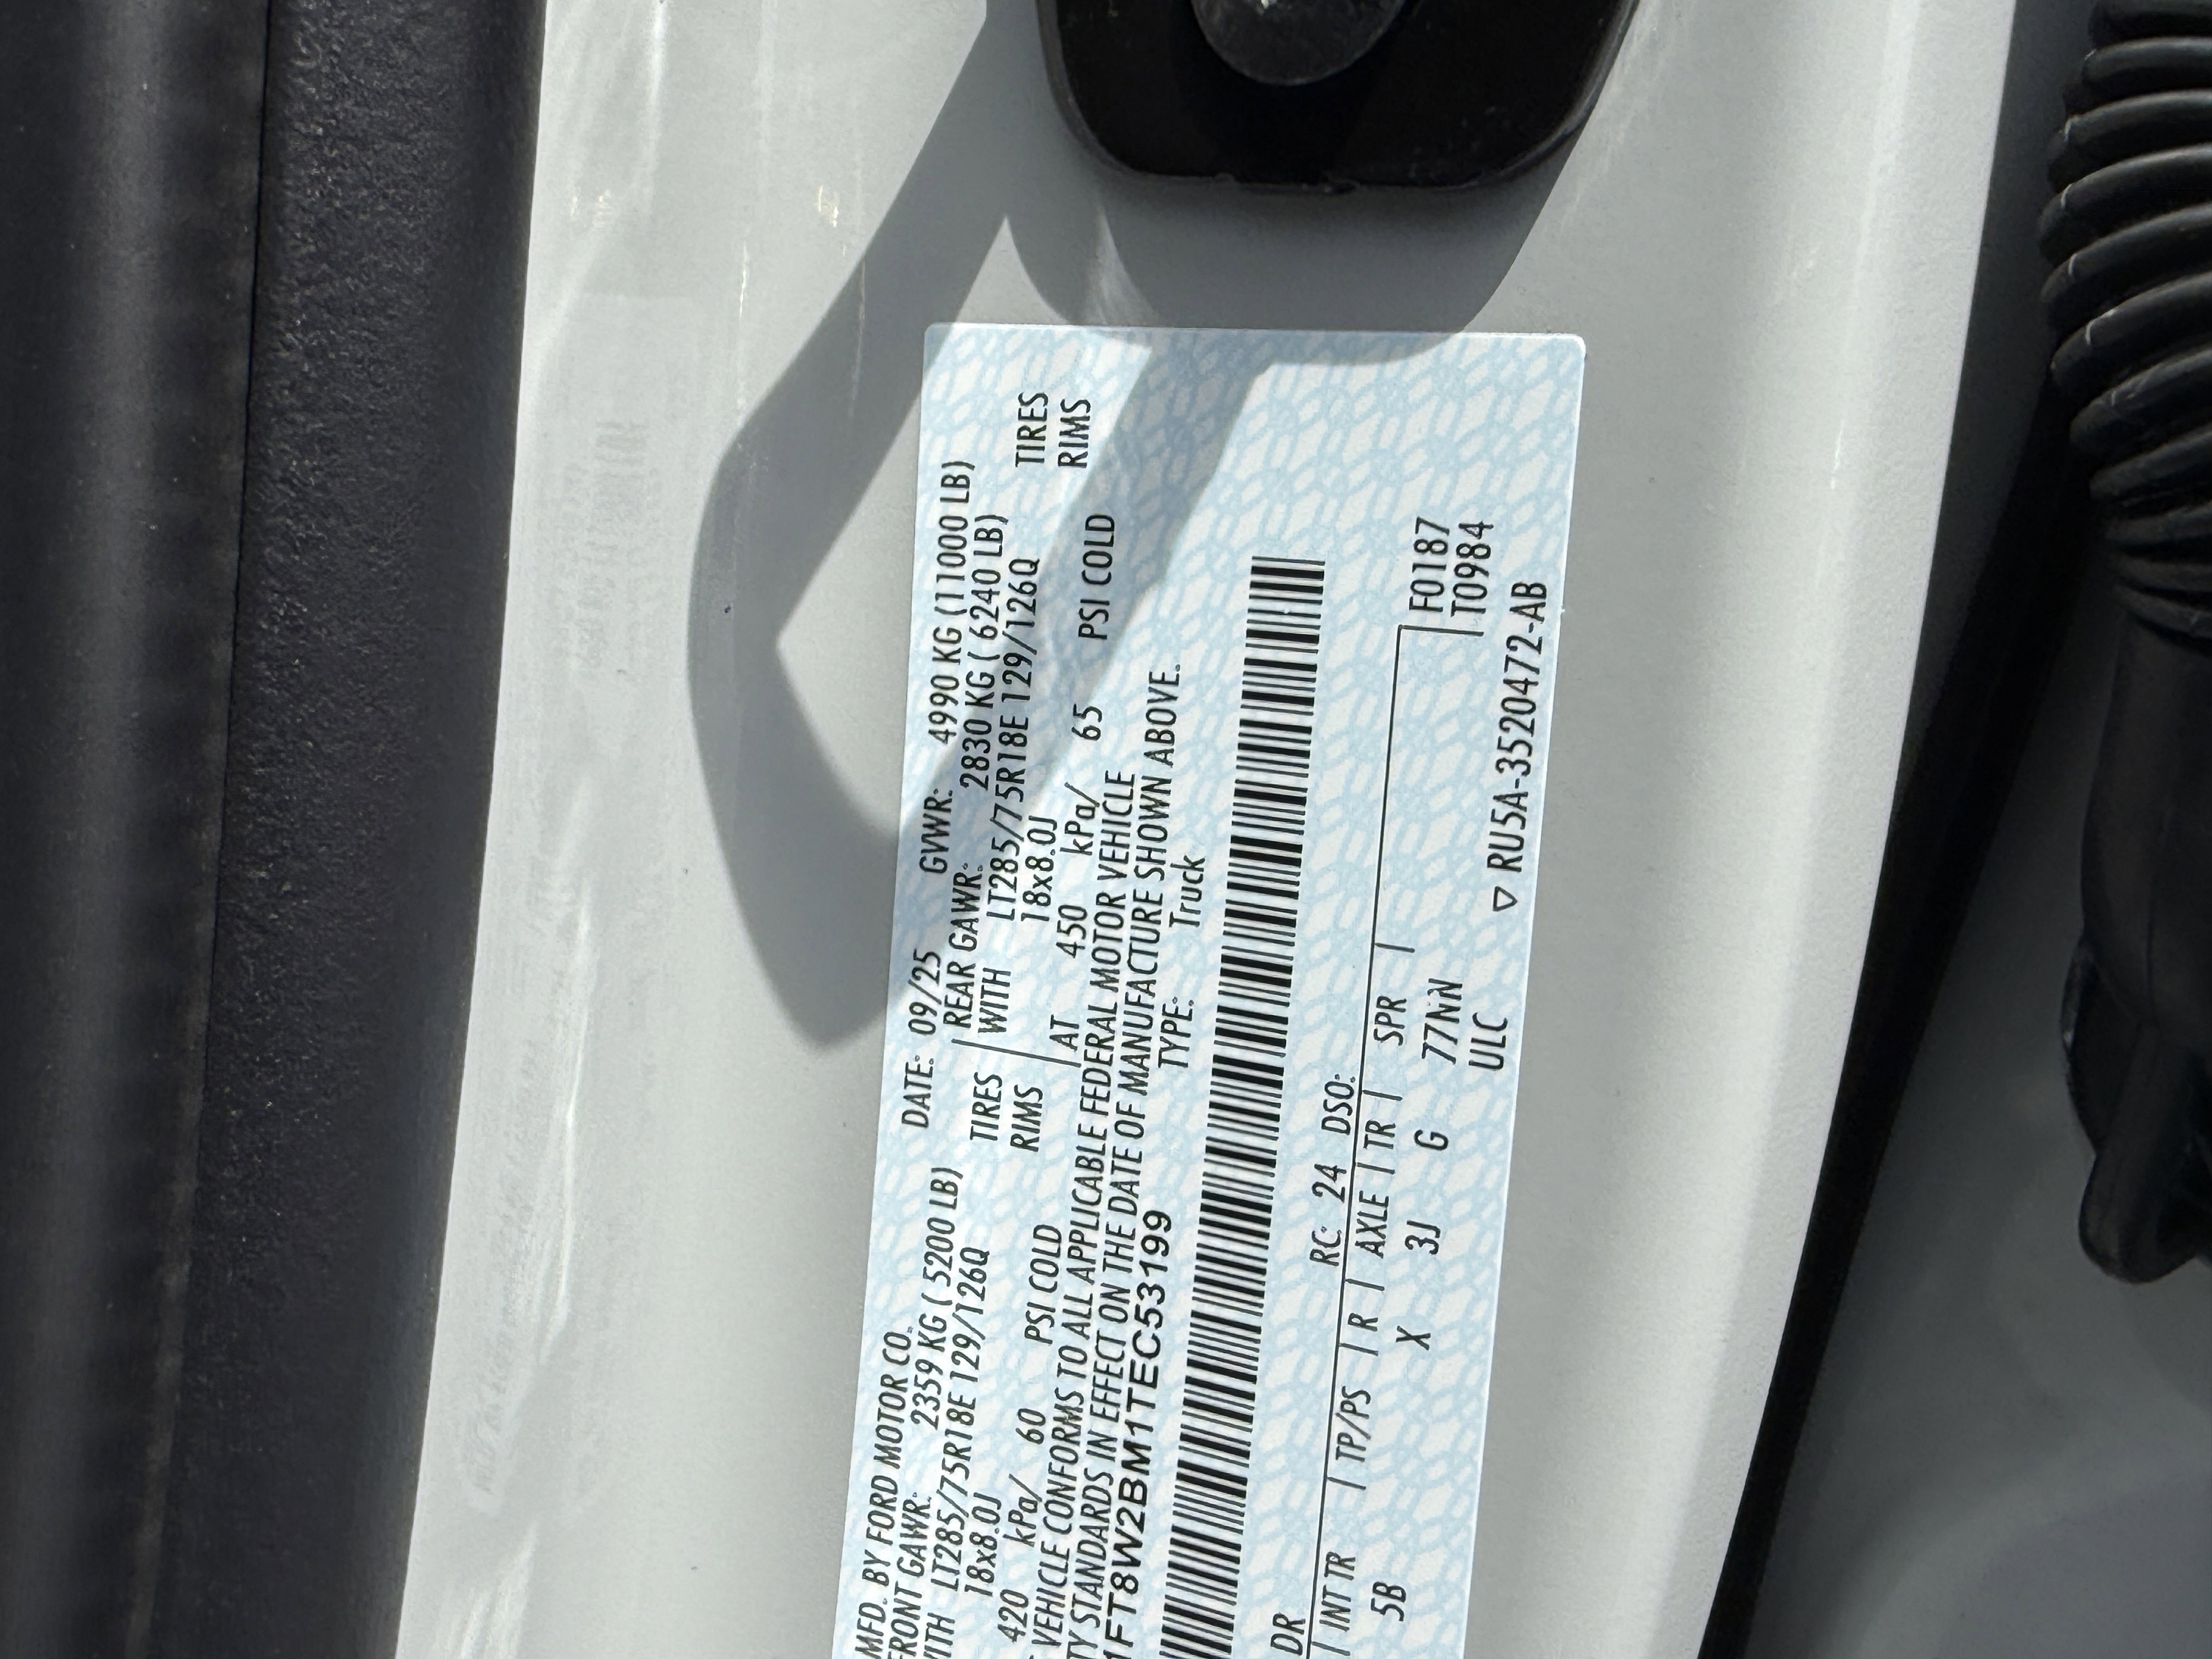 MFD. BY FORD MOTOR CO. DATE: 09/25 GVWR: 4990 KG (11000 LB)
FRONT GAWR: 2359 KG ( 5200 LB) REAR GAWR: 2830 KG ( 6240 LB)
WITH LT285/75R18E 129/126Q TIRES WITH LT285/75R18E 129/126Q TIRES
18x8.0J RIMS 18x8.0J RIMS
420 kPa/ 60 PSI COLD AT 450 kPa/ 65 PSI COLD
VEHICLE CONFORMS TO ALL APPLICABLE FEDERAL MOTOR VEHICLE
TY STANDARDS IN EFFECT ON THE DATE OF MANUFACTURE SHOWN ABOVE.
1FT8W2BM1TEC53199 TYPE: Truck
DR RC: 24 DSO:
INT TR TP/PS R AXLE TR SPR F0187
5B X 3J G 77NN T0984
ULC
▽ RU5A-3520472-AB